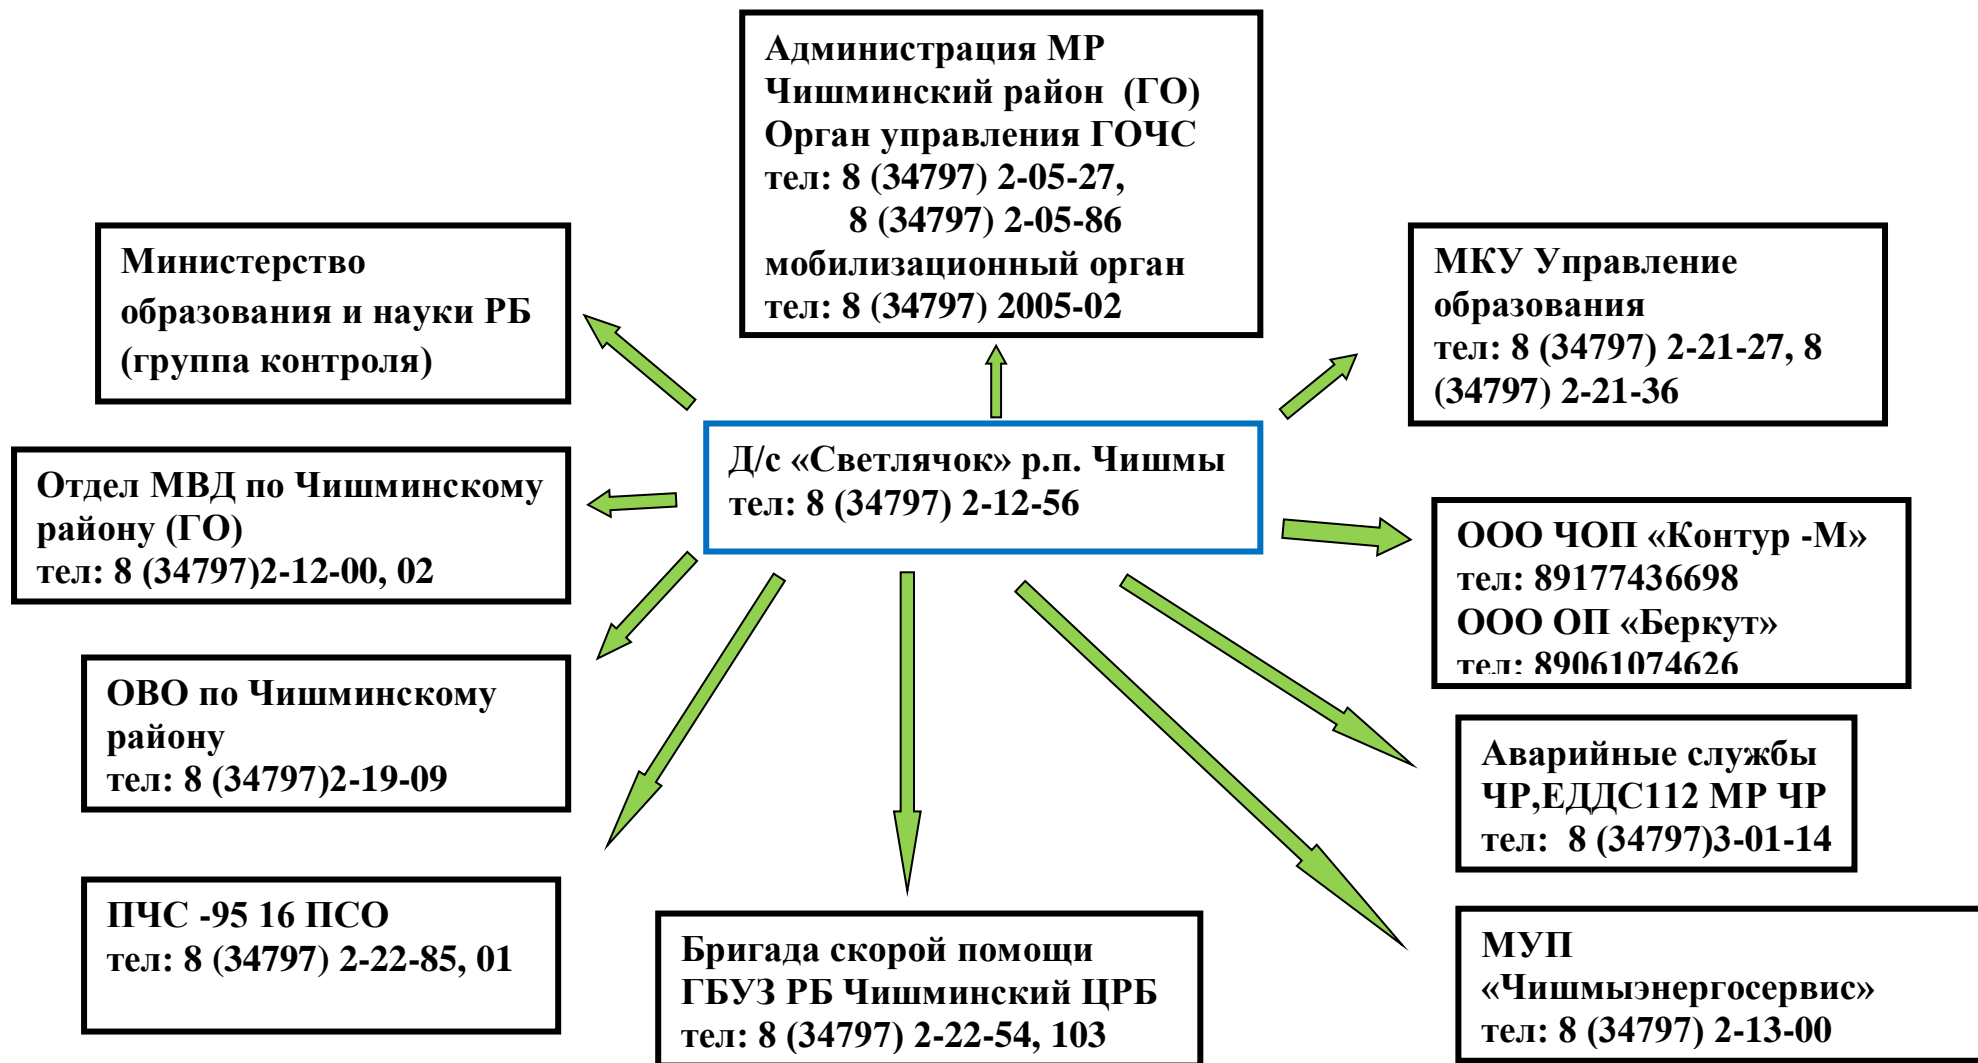 Администрация МР
Чишминский район (ГО)
Орган управления ГОЧС
тел: 8 (34797) 2-05-27,
8 (34797) 2-05-86
мобилизационный орган
тел: 8 (34797) 2005-02
Министерство
образования и науки РБ
(группа контроля)
МКУ Управление
образования
тел: 8 (34797) 2-21-27, 8
(34797) 2-21-36
Д/с «Светлячок» р.п. Чишмы
тел: 8 (34797) 2-12-56
Отдел МВД по Чишминскому
району (ГО)
тел: 8 (34797)2-12-00, 02
ООО ЧОП «Контур -М»
тел: 89177436698
ООО ОП «Беркут»
тел: 89061074626
ОВО по Чишминскому
району
тел: 8 (34797)2-19-09
Аварийные службы
ЧР,ЕДДС112 МР ЧР
тел: 8 (34797)3-01-14
ПЧС -95 16 ПСО
тел: 8 (34797) 2-22-85, 01
Бригада скорой помощи
ГБУЗ РБ Чишминский ЦРБ
тел: 8 (34797) 2-22-54, 103
МУП
«Чишмыэнергосервис»
тел: 8 (34797) 2-13-00